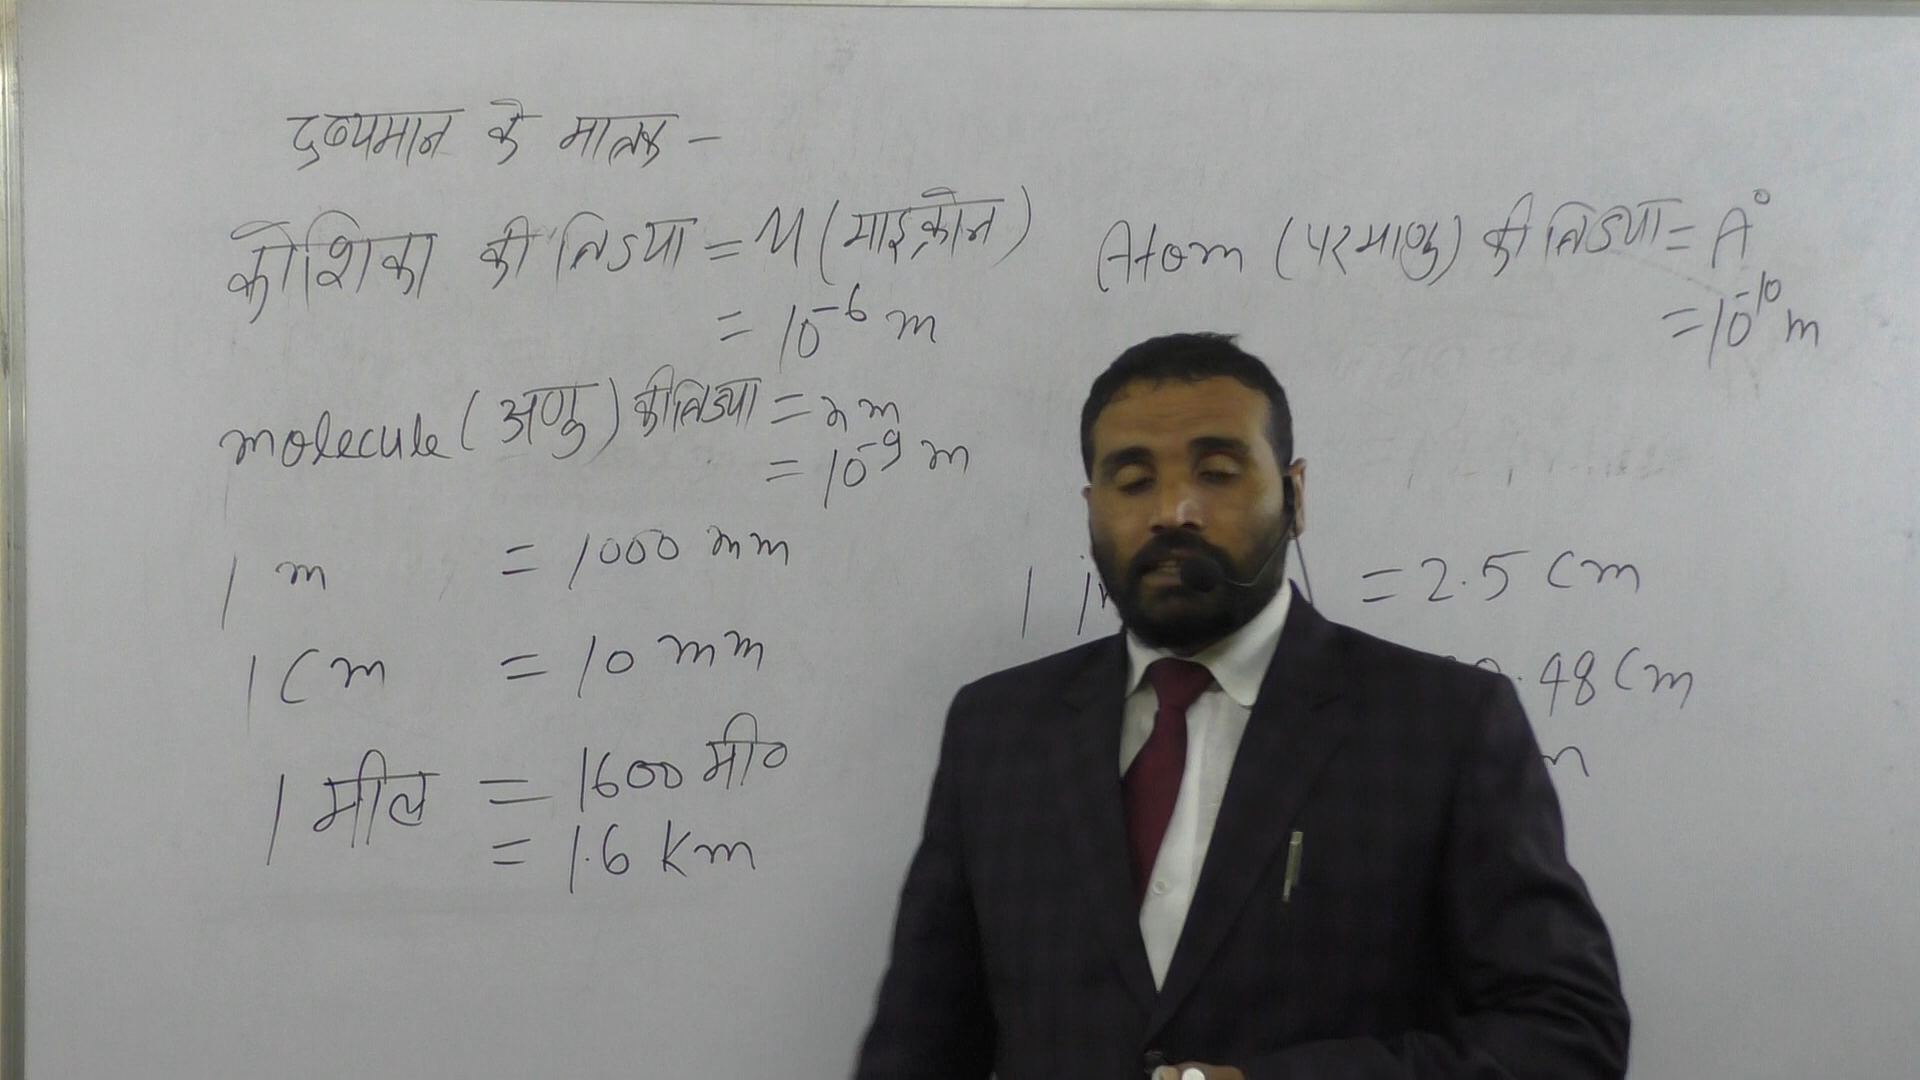 द्रव्यमान के मात्रक -
कोशिका की त्रिज्या = μ (माइक्रोन)
= 10⁻⁶ m
molecule (अणु) की त्रिज्या = nm
= 10⁻⁹ m
1 m = 1000 mm
1 cm = 10 mm
1 मील = 1600 मी०
= 1.6 km
Atom (परमाणु) की त्रिज्या = A°
= 10⁻¹⁰ m
1 = 2.5 cm
.48 cm
m